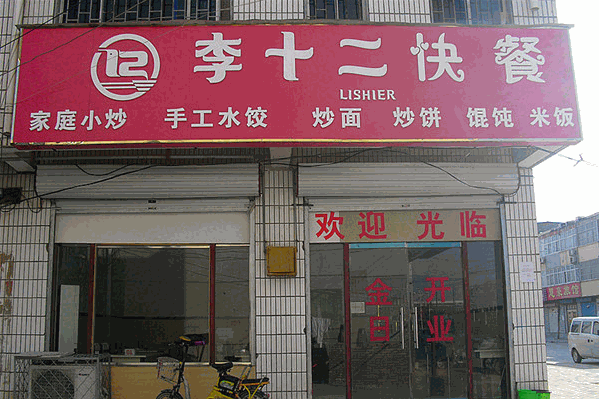 李十二快餐
LISHIER
家庭小炒 手工水饺 炒面 炒饼 馄饨 米饭
欢迎光临
金日开业